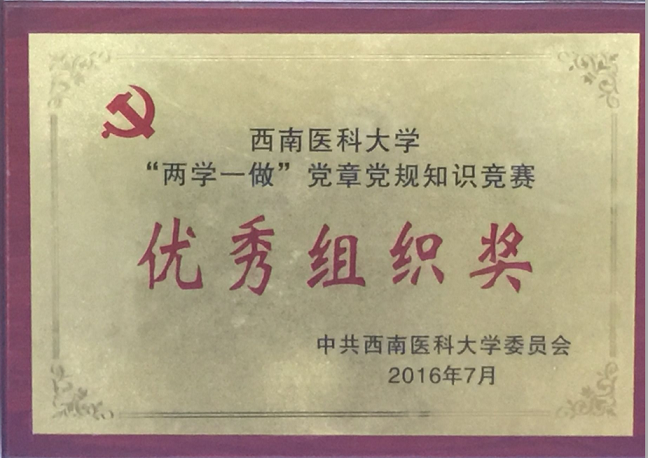 西南医科大学
“两学一做”党章党规知识竞赛
优秀组织奖
中共西南医科大学委员会
2016年7月